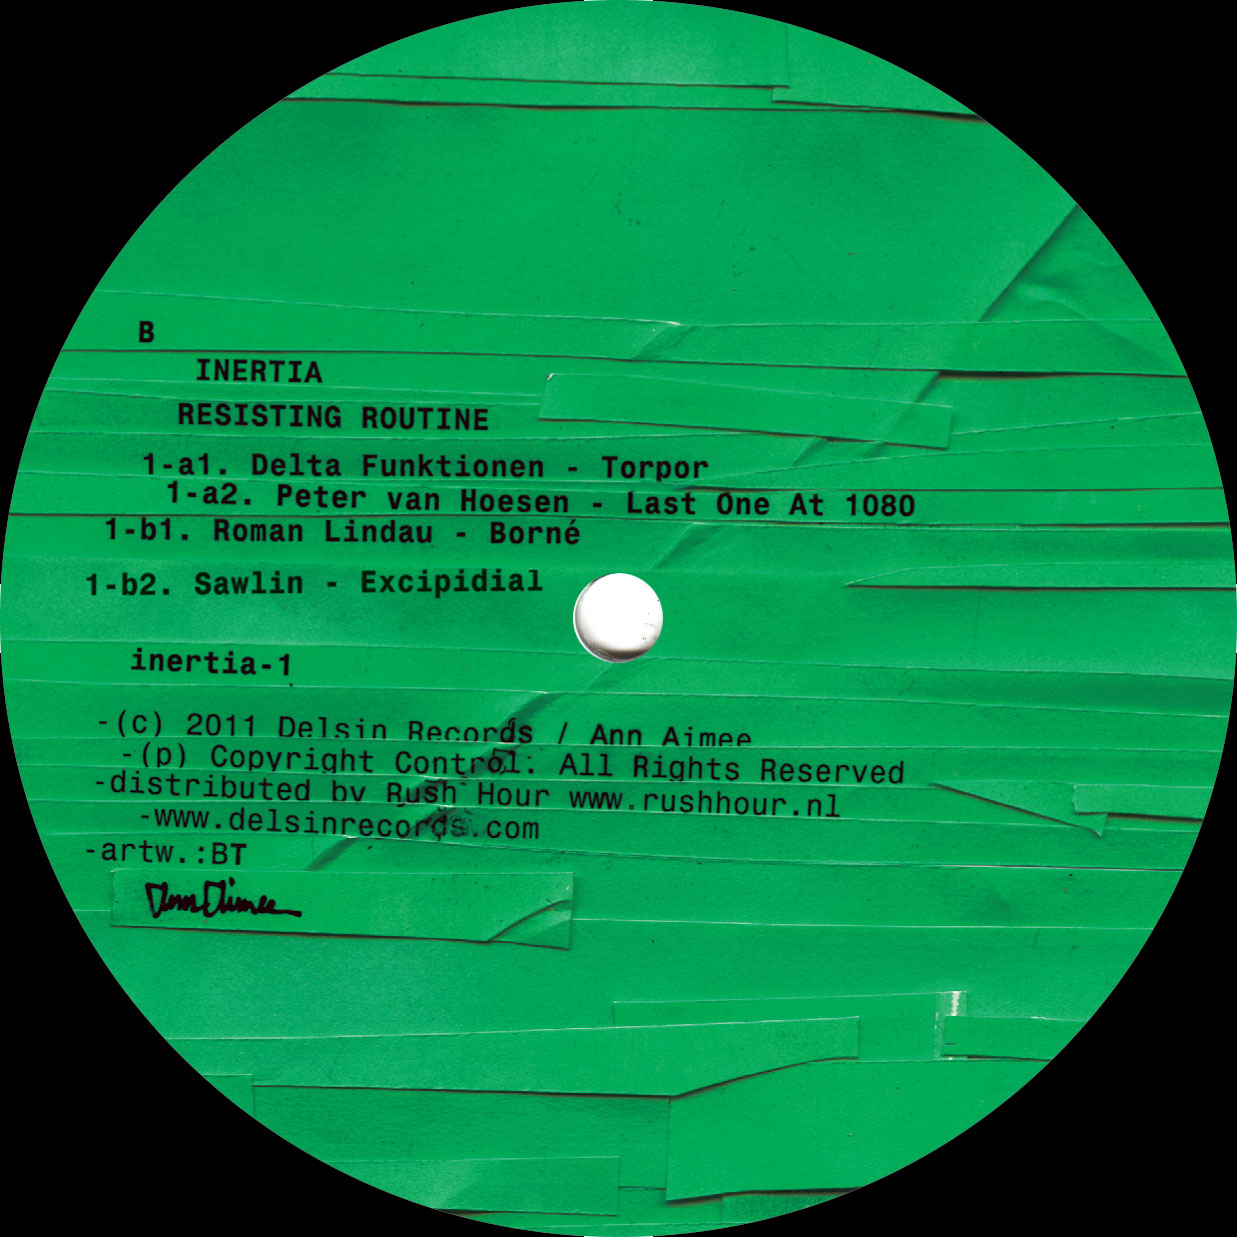 B
INERTIA
RESISTING ROUTINE
1-a1. Delta Funktionen - Torpor
1-a2. Peter van Hoesen - Last One At 1080
1-b1. Roman Lindau - Borné
1-b2. Sawlin - Excipidial
inertia-1
-(c) 2011 Delsin Records / Ann Aimee
-(p) Copyright Control. All Rights Reserved
-distributed by Rush Hour www.rushhour.nl
-www.delsinrecords.com
-artw.:BT
Ann Aimee